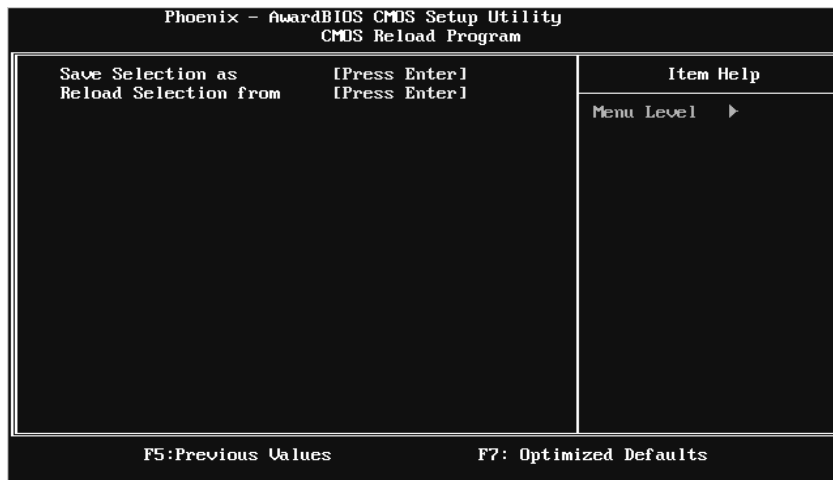 Phoenix - AwardBIOS CMOS Setup Utility
CMOS Reload Program
Save Selection as [Press Enter]
Reload Selection from [Press Enter]
Item Help
Menu Level ▶
F5:Previous Values F7: Optimized Defaults